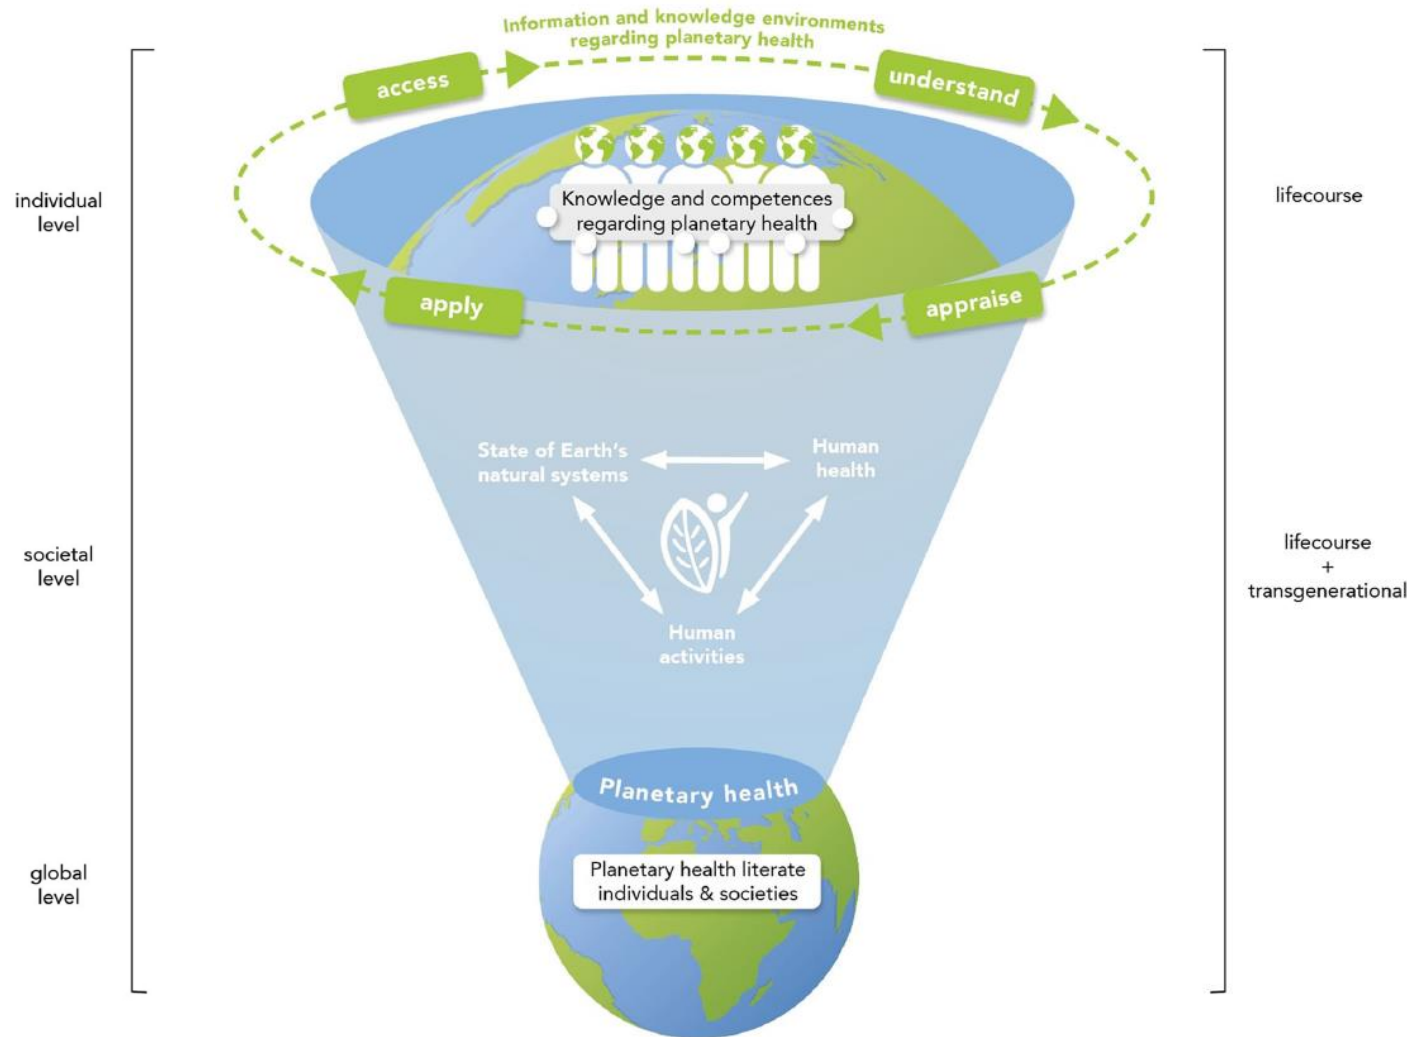 Information and knowledge environments
regarding planetary health
access
understand
individual
level
Knowledge and competences
regarding planetary health
lifecourse
apply
appraise
State of Earth's
natural systems
Human
health
societal
level
Human
activities
lifecourse
+
transgenerational
Planetary health
global
level
Planetary health literate
individuals & societies